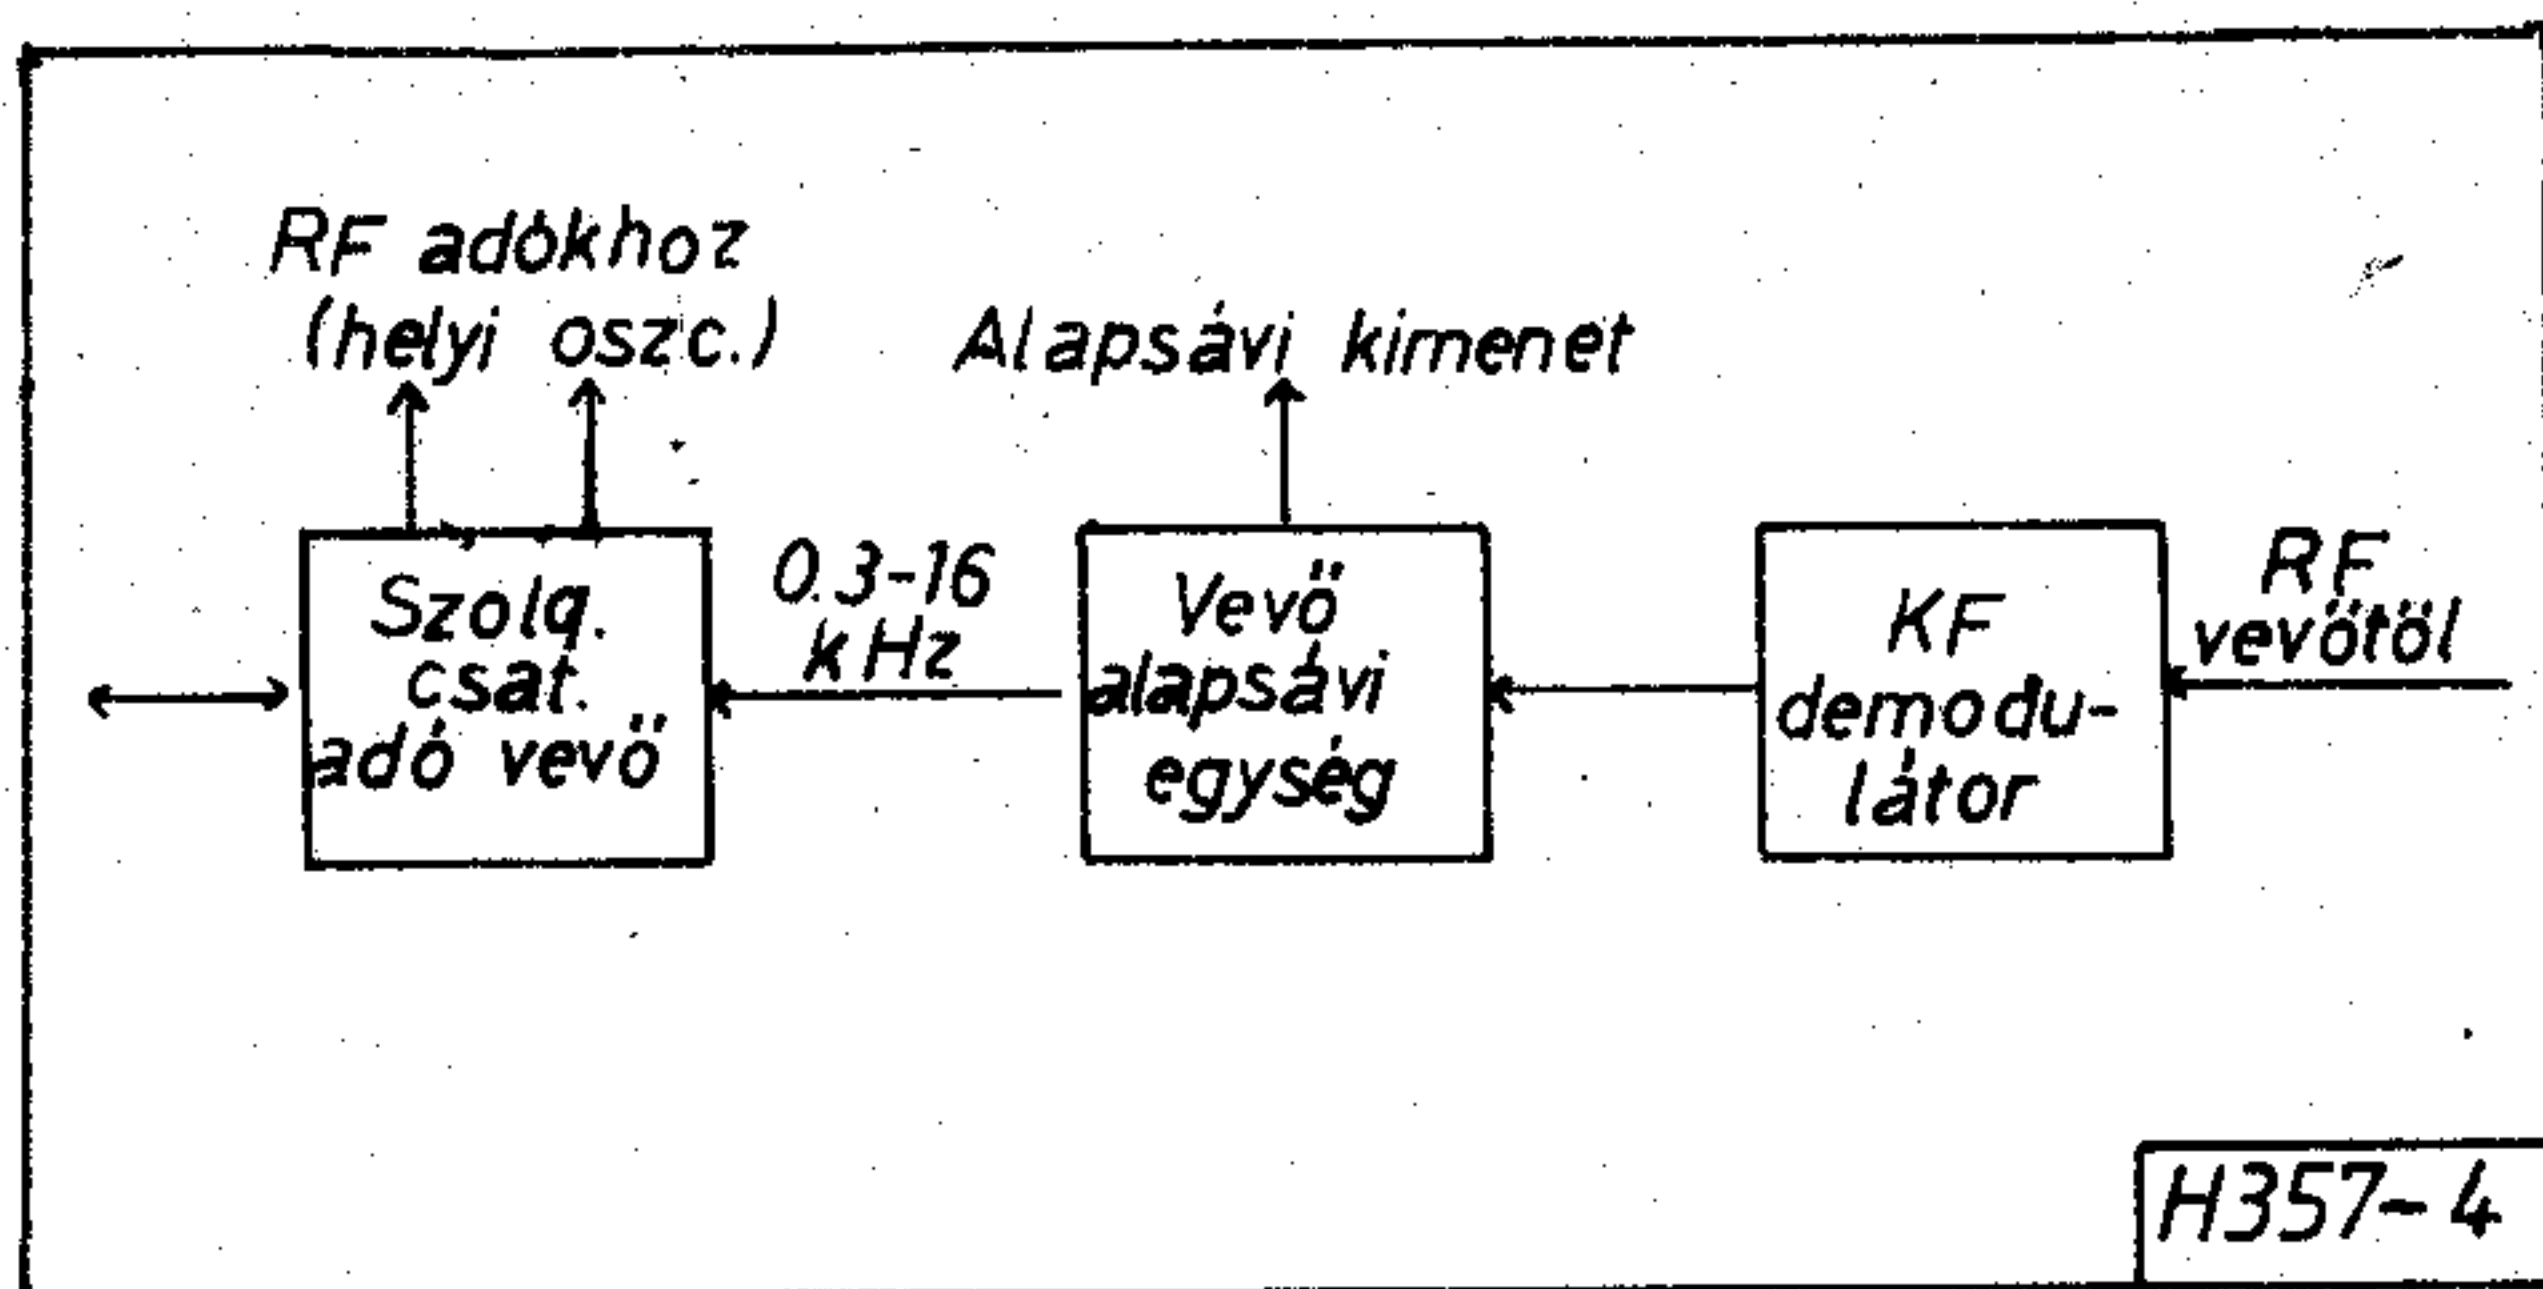 RF adókhoz
(helyi oszc.)
Alapsávi kimenet
Szolg.
csat.
adó vevő
0.3-16
kHz
Vevő
alapsávi
egység
KF
demodu-
látor
RF
vevőtől
H357-4